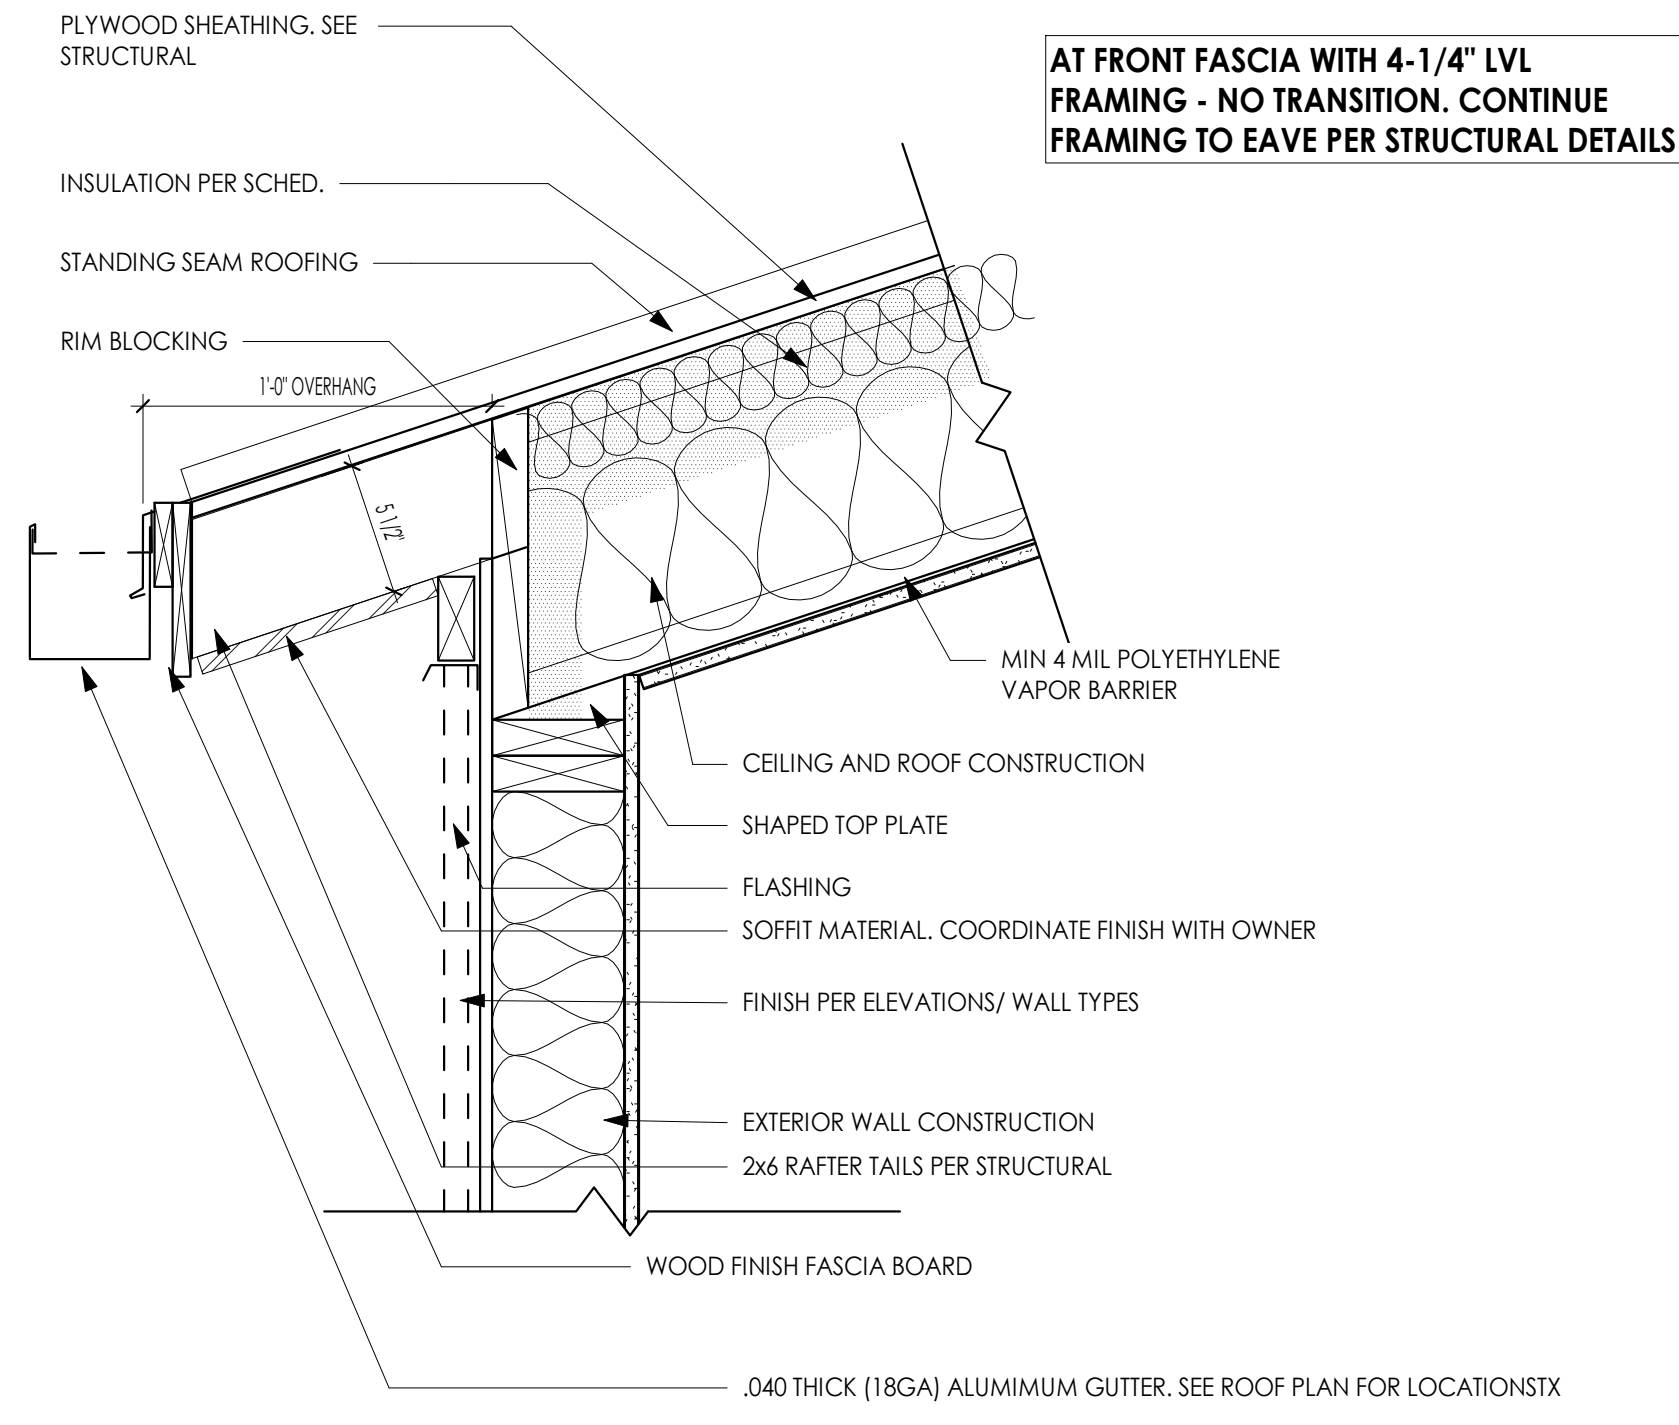 PLYWOOD SHEATHING. SEE
STRUCTURAL
AT FRONT FASCIA WITH 4-1/4" LVL
FRAMING - NO TRANSITION. CONTINUE
FRAMING TO EAVE PER STRUCTURAL DETAILS
INSULATION PER SCHED.
STANDING SEAM ROOFING
RIM BLOCKING
1'-0" OVERHANG
5 1/2"
MIN 4 MIL POLYETHYLENE
VAPOR BARRIER
CEILING AND ROOF CONSTRUCTION
SHAPED TOP PLATE
FLASHING
SOFFIT MATERIAL. COORDINATE FINISH WITH OWNER
FINISH PER ELEVATIONS/ WALL TYPES
EXTERIOR WALL CONSTRUCTION
2x6 RAFTER TAILS PER STRUCTURAL
WOOD FINISH FASCIA BOARD
.040 THICK (18GA) ALUMIMUM GUTTER. SEE ROOF PLAN FOR LOCATIONSTX